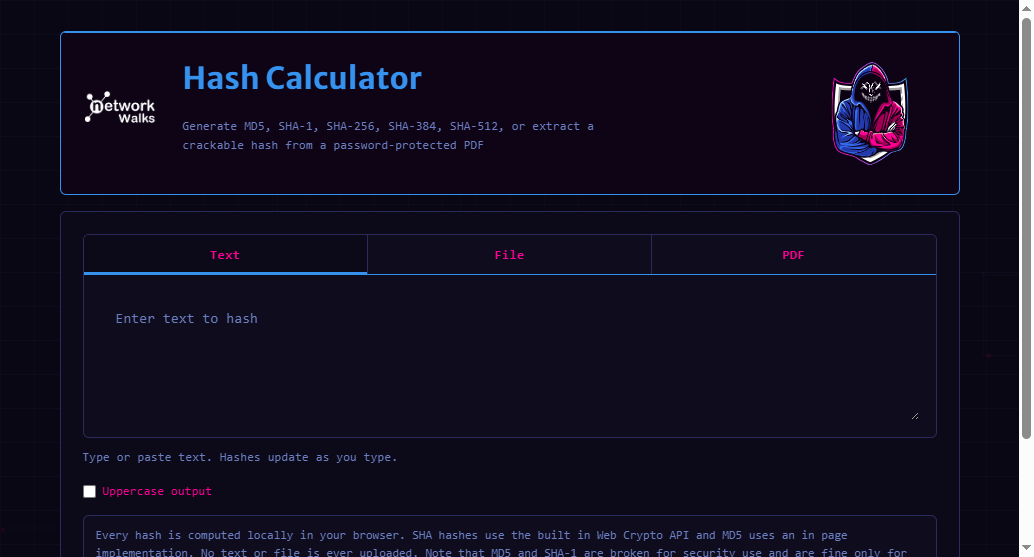 network
Walks
Hash Calculator
Generate MD5, SHA-1, SHA-256, SHA-384, SHA-512, or extract a
crackable hash from a password-protected PDF
Text
File
PDF
Enter text to hash
Type or paste text. Hashes update as you type.
Uppercase output
Every hash is computed locally in your browser. SHA hashes use the built in Web Crypto API and MD5 uses an in page
implementation. No text or file is ever uploaded. Note that MD5 and SHA-1 are broken for security use and are fine only for